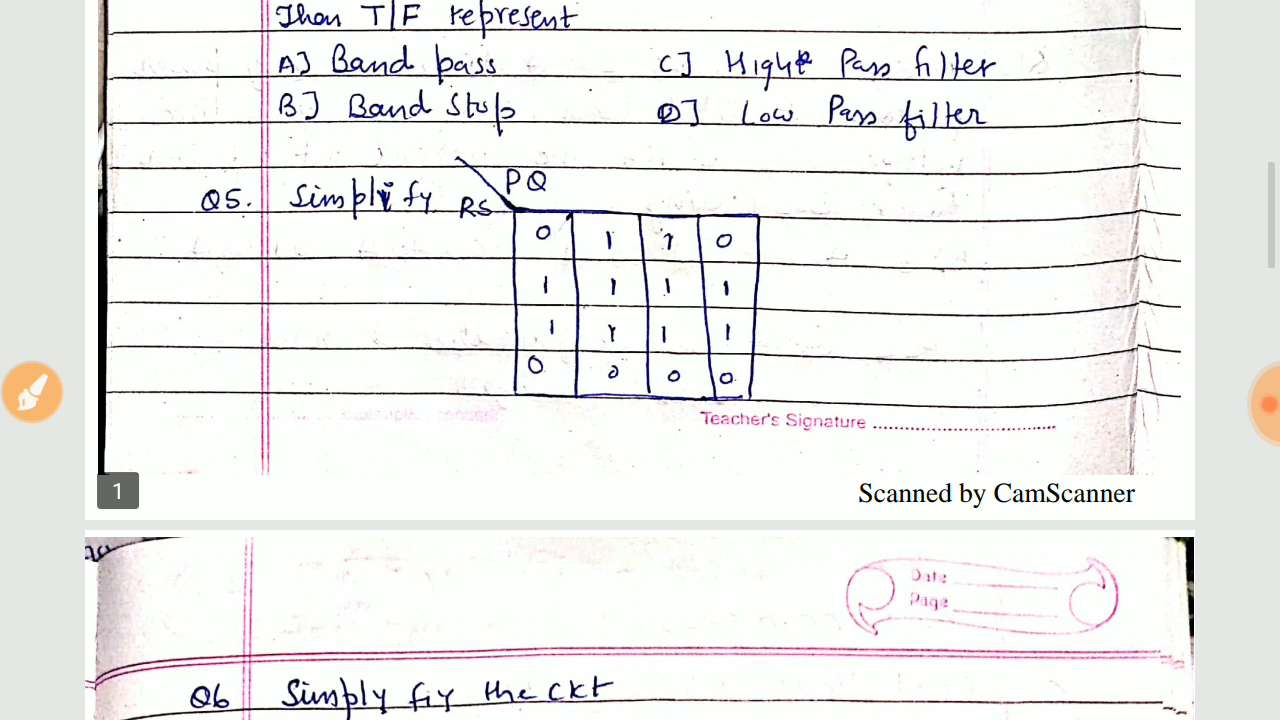 Then T/F represent
A] Band pass
C] Hight Pass filter
B] Band Stop
D] Low Pass filter
Q5. Simplify
PQ
RS
0 1 1 0
1 1 1 1
1 1 1 1
0 0 0 0
Teacher's Signature ....................................
1
Scanned by CamScanner
Date
Page
Q6 Simply fiy the ckt